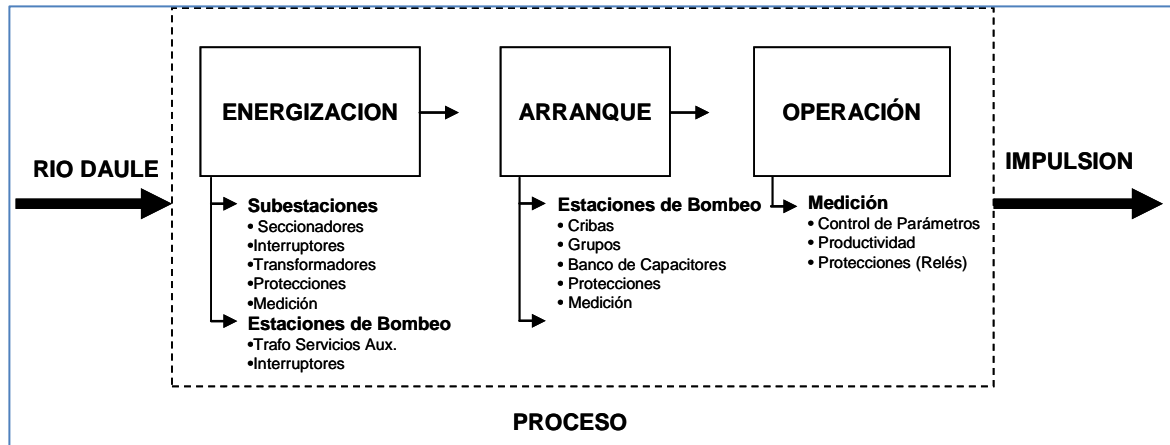 ENERGIZACION
ARRANQUE
OPERACIÓN
RIO DAULE
IMPULSION
Subestaciones
• Seccionadores
•Interruptores
•Transformadores
•Protecciones
•Medición
Estaciones de Bombeo
•Trafo Servicios Aux.
•Interruptores
Estaciones de Bombeo
• Cribas
• Grupos
• Banco de Capacitores
• Protecciones
• Medición
Medición
• Control de Parámetros
• Productividad
• Protecciones (Relés)
PROCESO